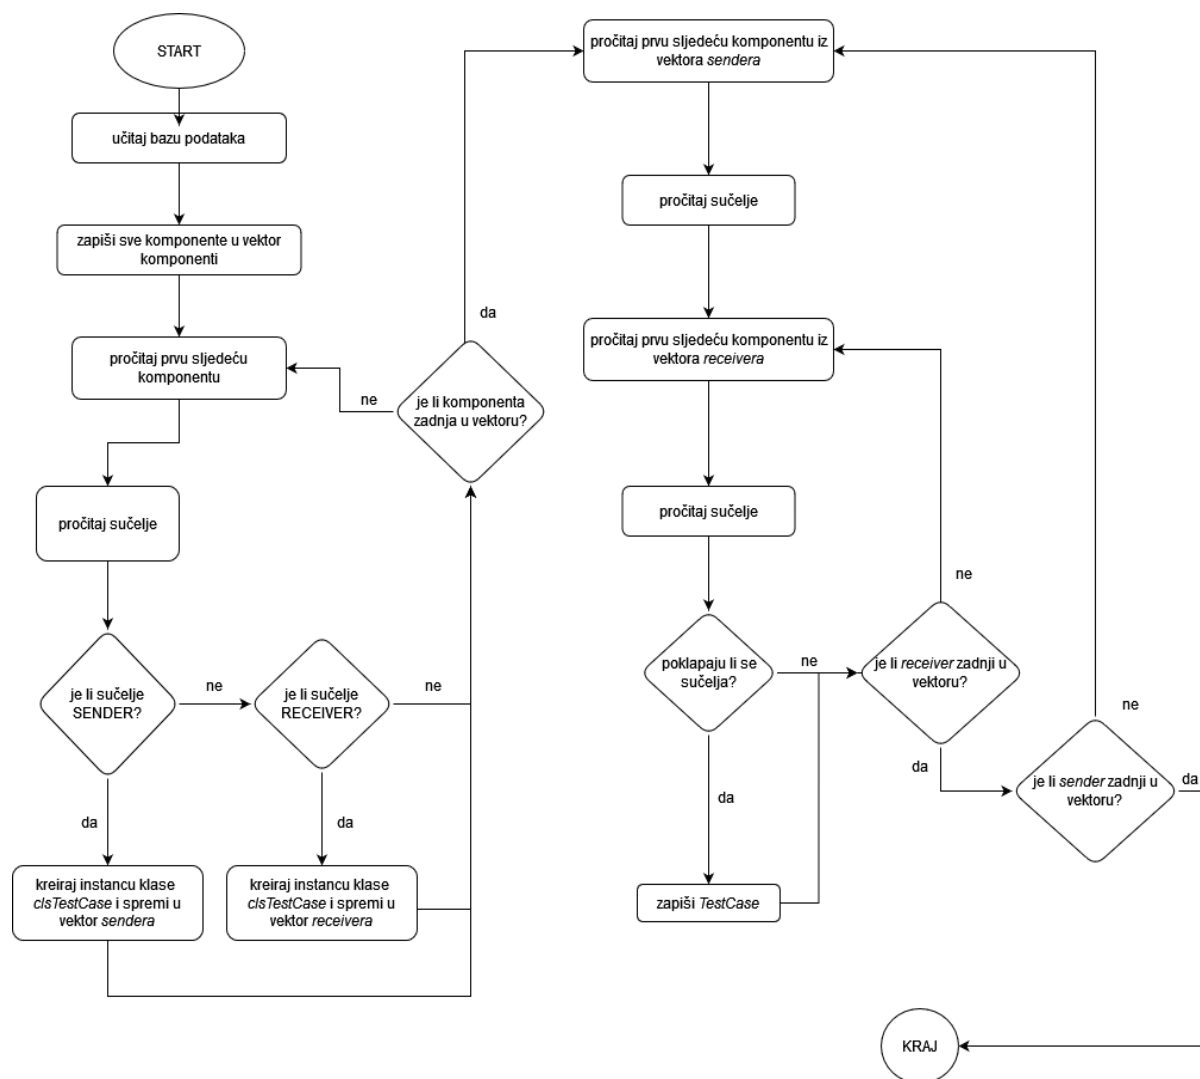 START
učitaj bazu podataka
zapiši sve komponente u vektor
komponenti
pročitaj prvu sljedeću
komponentu
pročitaj sučelje
je li sučelje
SENDER?
ne
je li sučelje
RECEIVER?
ne
da
da
kreiraj instancu klase
clsTestCase i spremi u
vektor sendera
kreiraj instancu klase
clsTestCase i spremi u
vektor receivera
je li komponenta
zadnja u vektoru?
ne
da
pročitaj prvu sljedeću komponentu iz
vektora sendera
pročitaj sučelje
pročitaj prvu sljedeću komponentu iz
vektora receivera
pročitaj sučelje
poklapaju li se
sučelja?
ne
da
zapiši TestCase
je li receiver zadnji u
vektoru?
ne
da
je li sender zadnji u
vektoru?
ne
da
KRAJ